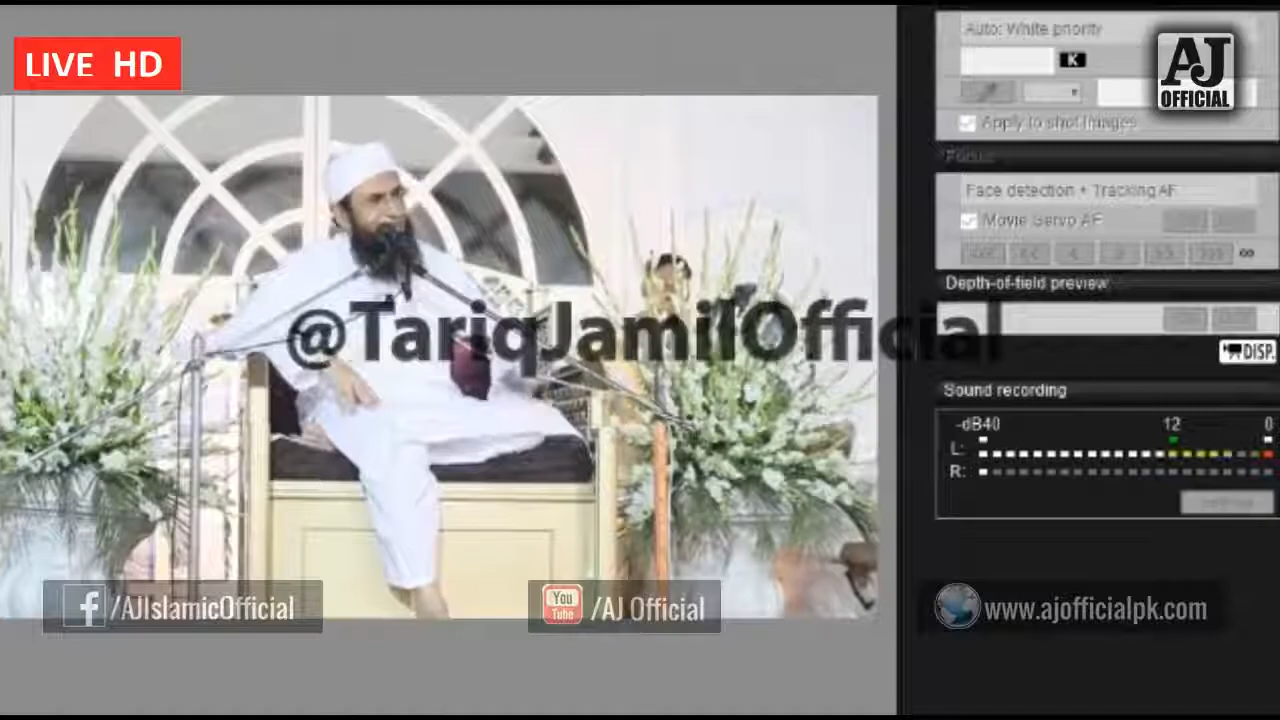 LIVE HD
Auto: White priority
K
AJ
OFFICIAL
Apply to shot images
Focus
Face detection + Tracking AF
Movie Servo AF
Depth-of-field preview
@TariqJamilOfficial
DISP.
Sound recording
-dB40 12 0
L:
R:
/AJIslamicOfficial
You
Tube
/AJ Official
www.ajofficialpk.com